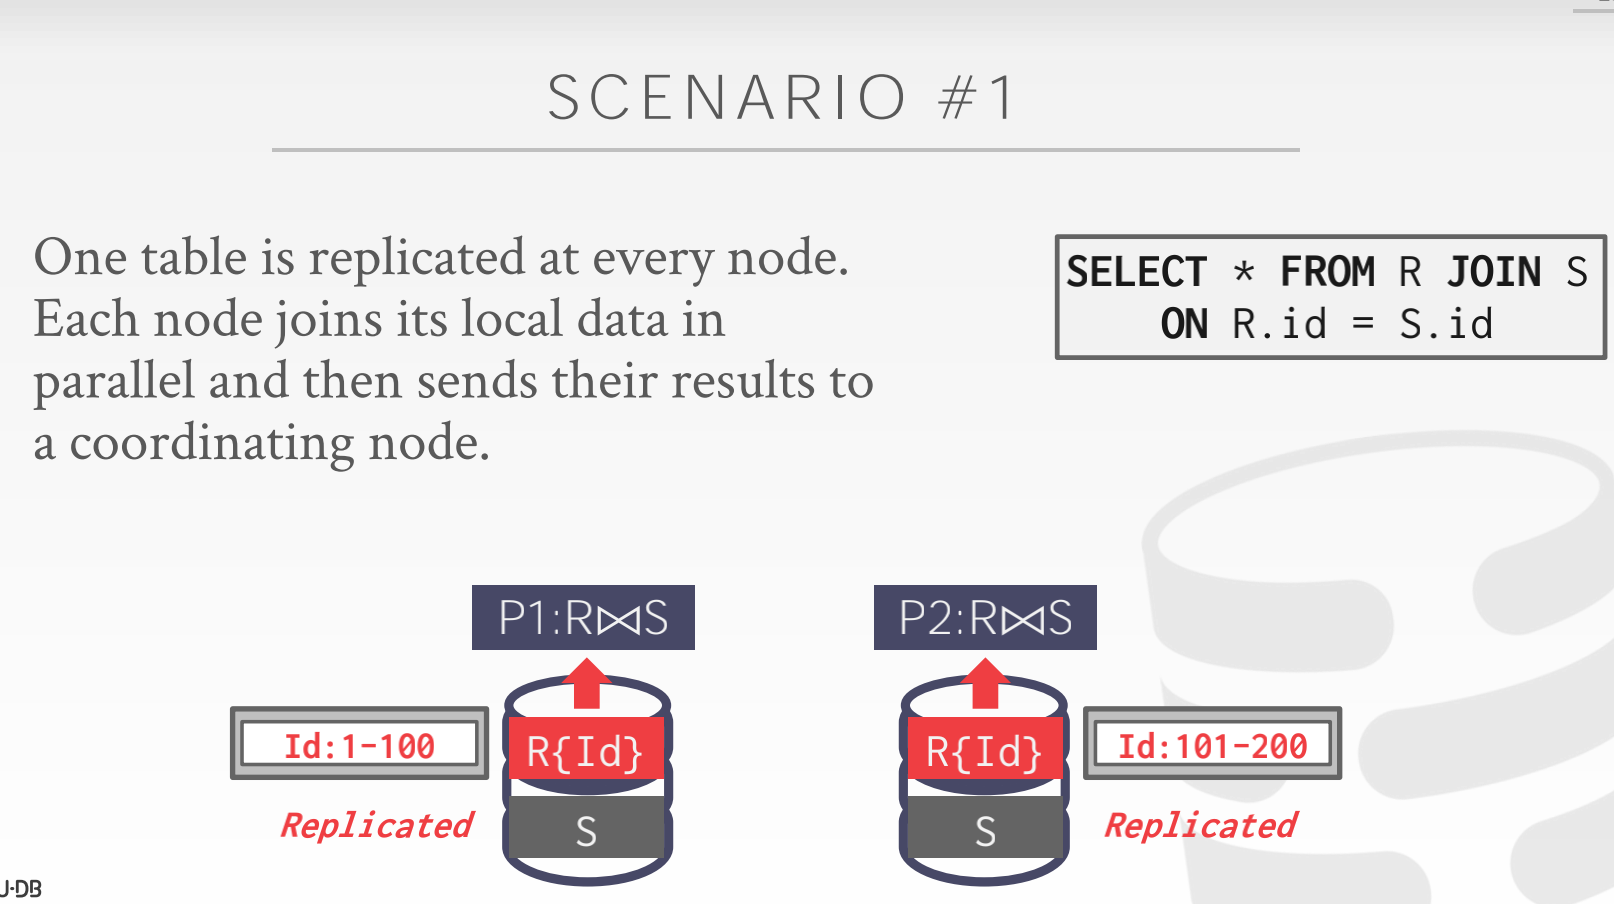 SCENARIO #1
One table is replicated at every node.
Each node joins its local data in
parallel and then sends their results to
a coordinating node.
SELECT * FROM R JOIN S
ON R.id = S.id
P1:R⋈S
P2:R⋈S
Id:1-100
R{Id}
R{Id}
Id:101-200
Replicated
S
S
Replicated